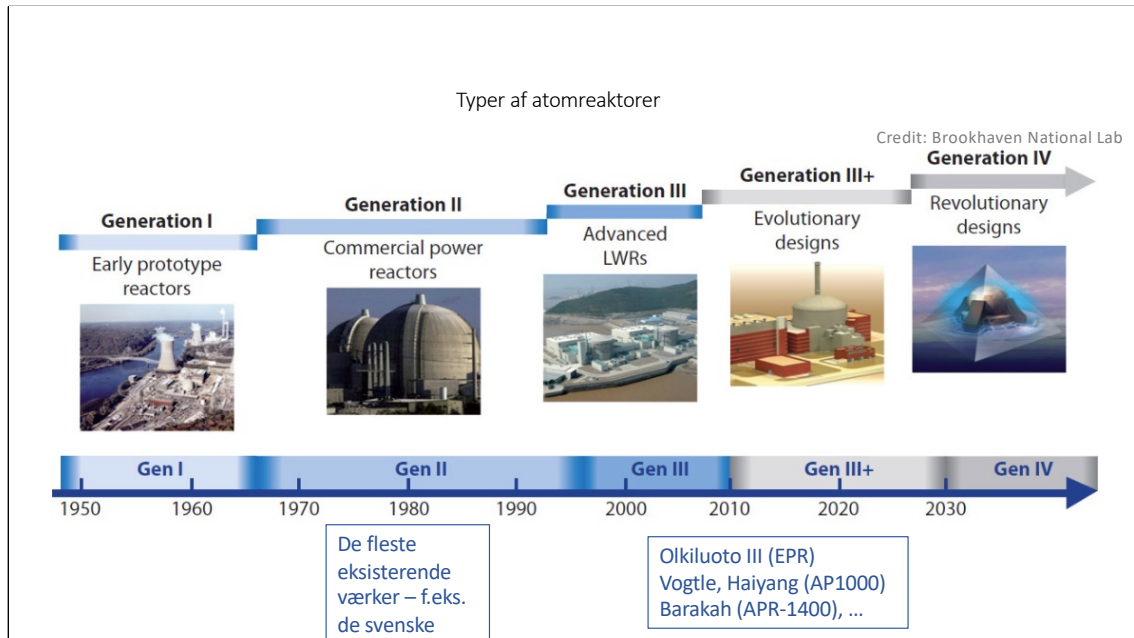 Typer af atomreaktorer
Credit: Brookhaven National Lab
Generation I
Early prototype
reactors
Generation II
Commercial power
reactors
Generation III
Advanced
LWRs
Generation III+
Evolutionary
designs
Generation IV
Revolutionary
designs
Gen I
Gen II
Gen III
Gen III+
Gen IV
1950
1960
1970
1980
1990
2000
2010
2020
2030
De fleste
eksisterende
værker – f.eks.
de svenske
Olkiluoto III (EPR)
Vogtle, Haiyang (AP1000)
Barakah (APR-1400), ...